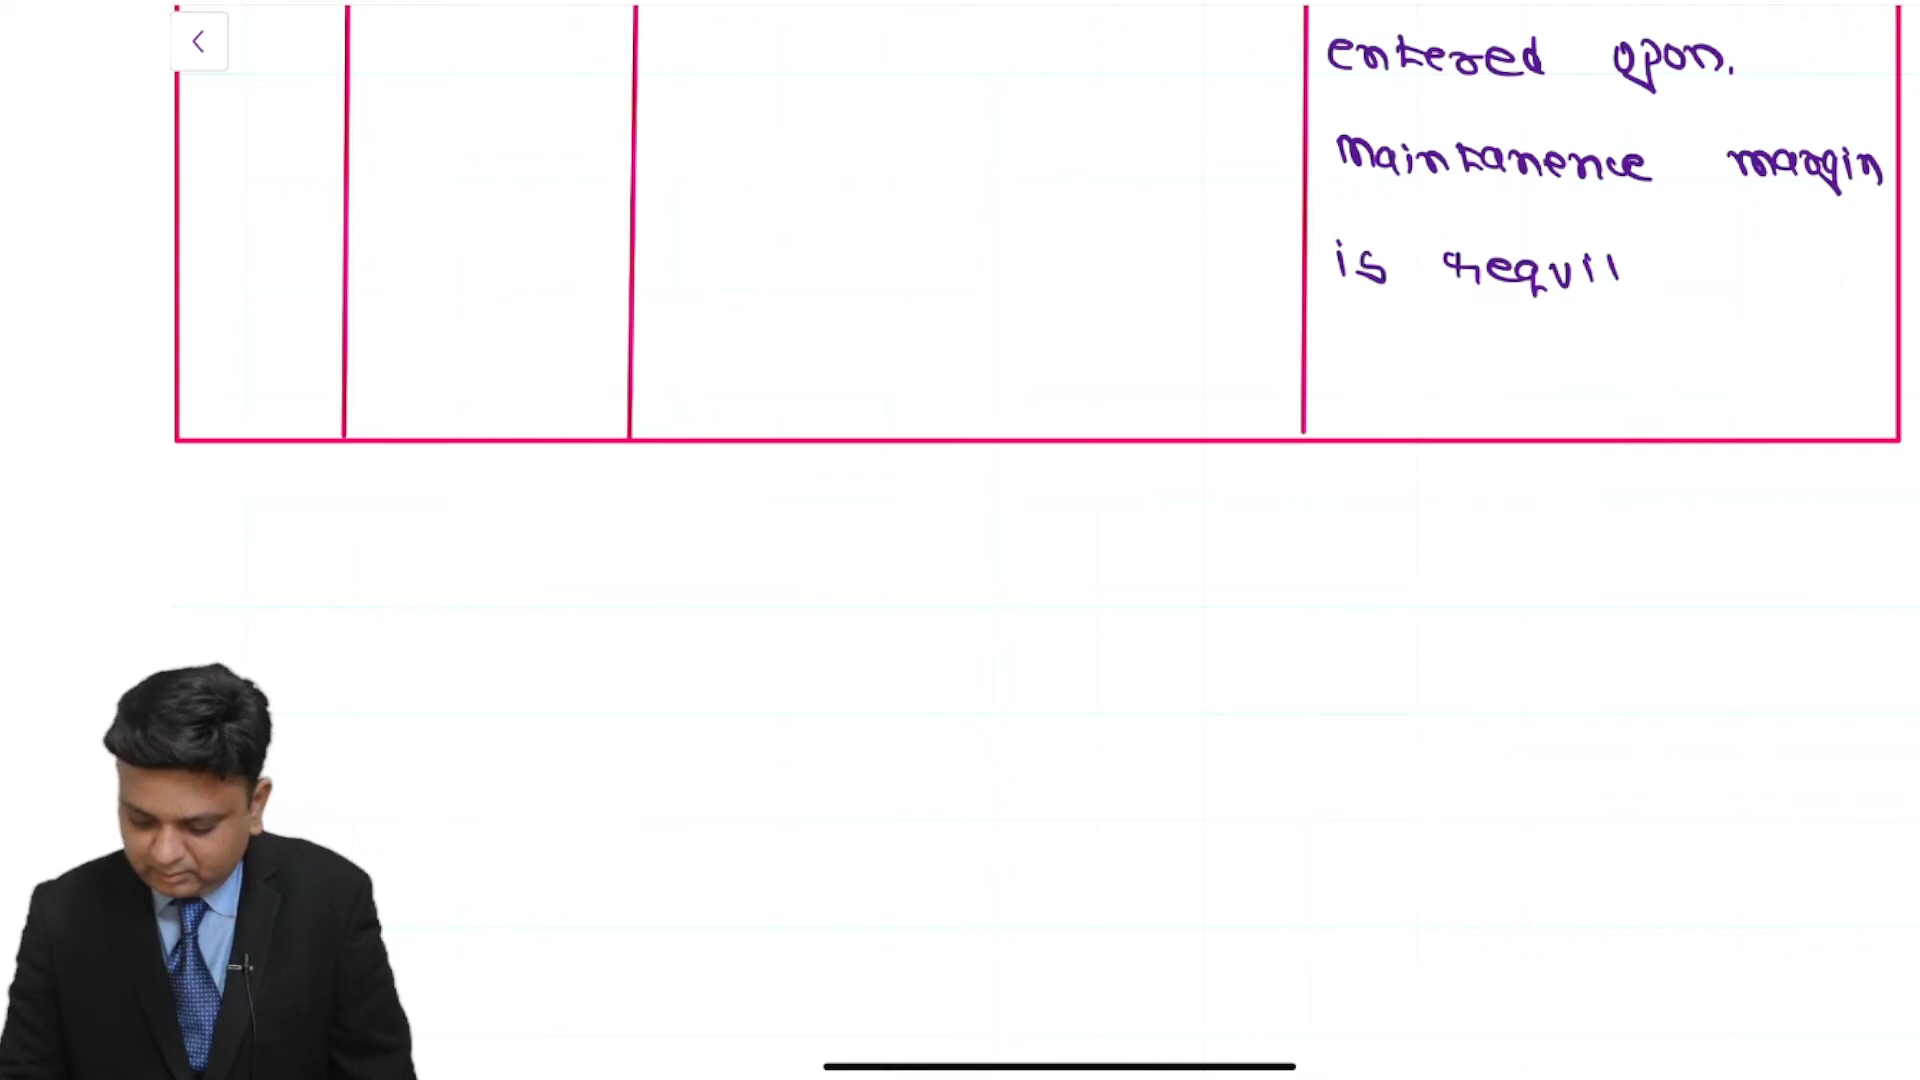 entered upon.
Maintanence margin
is requi